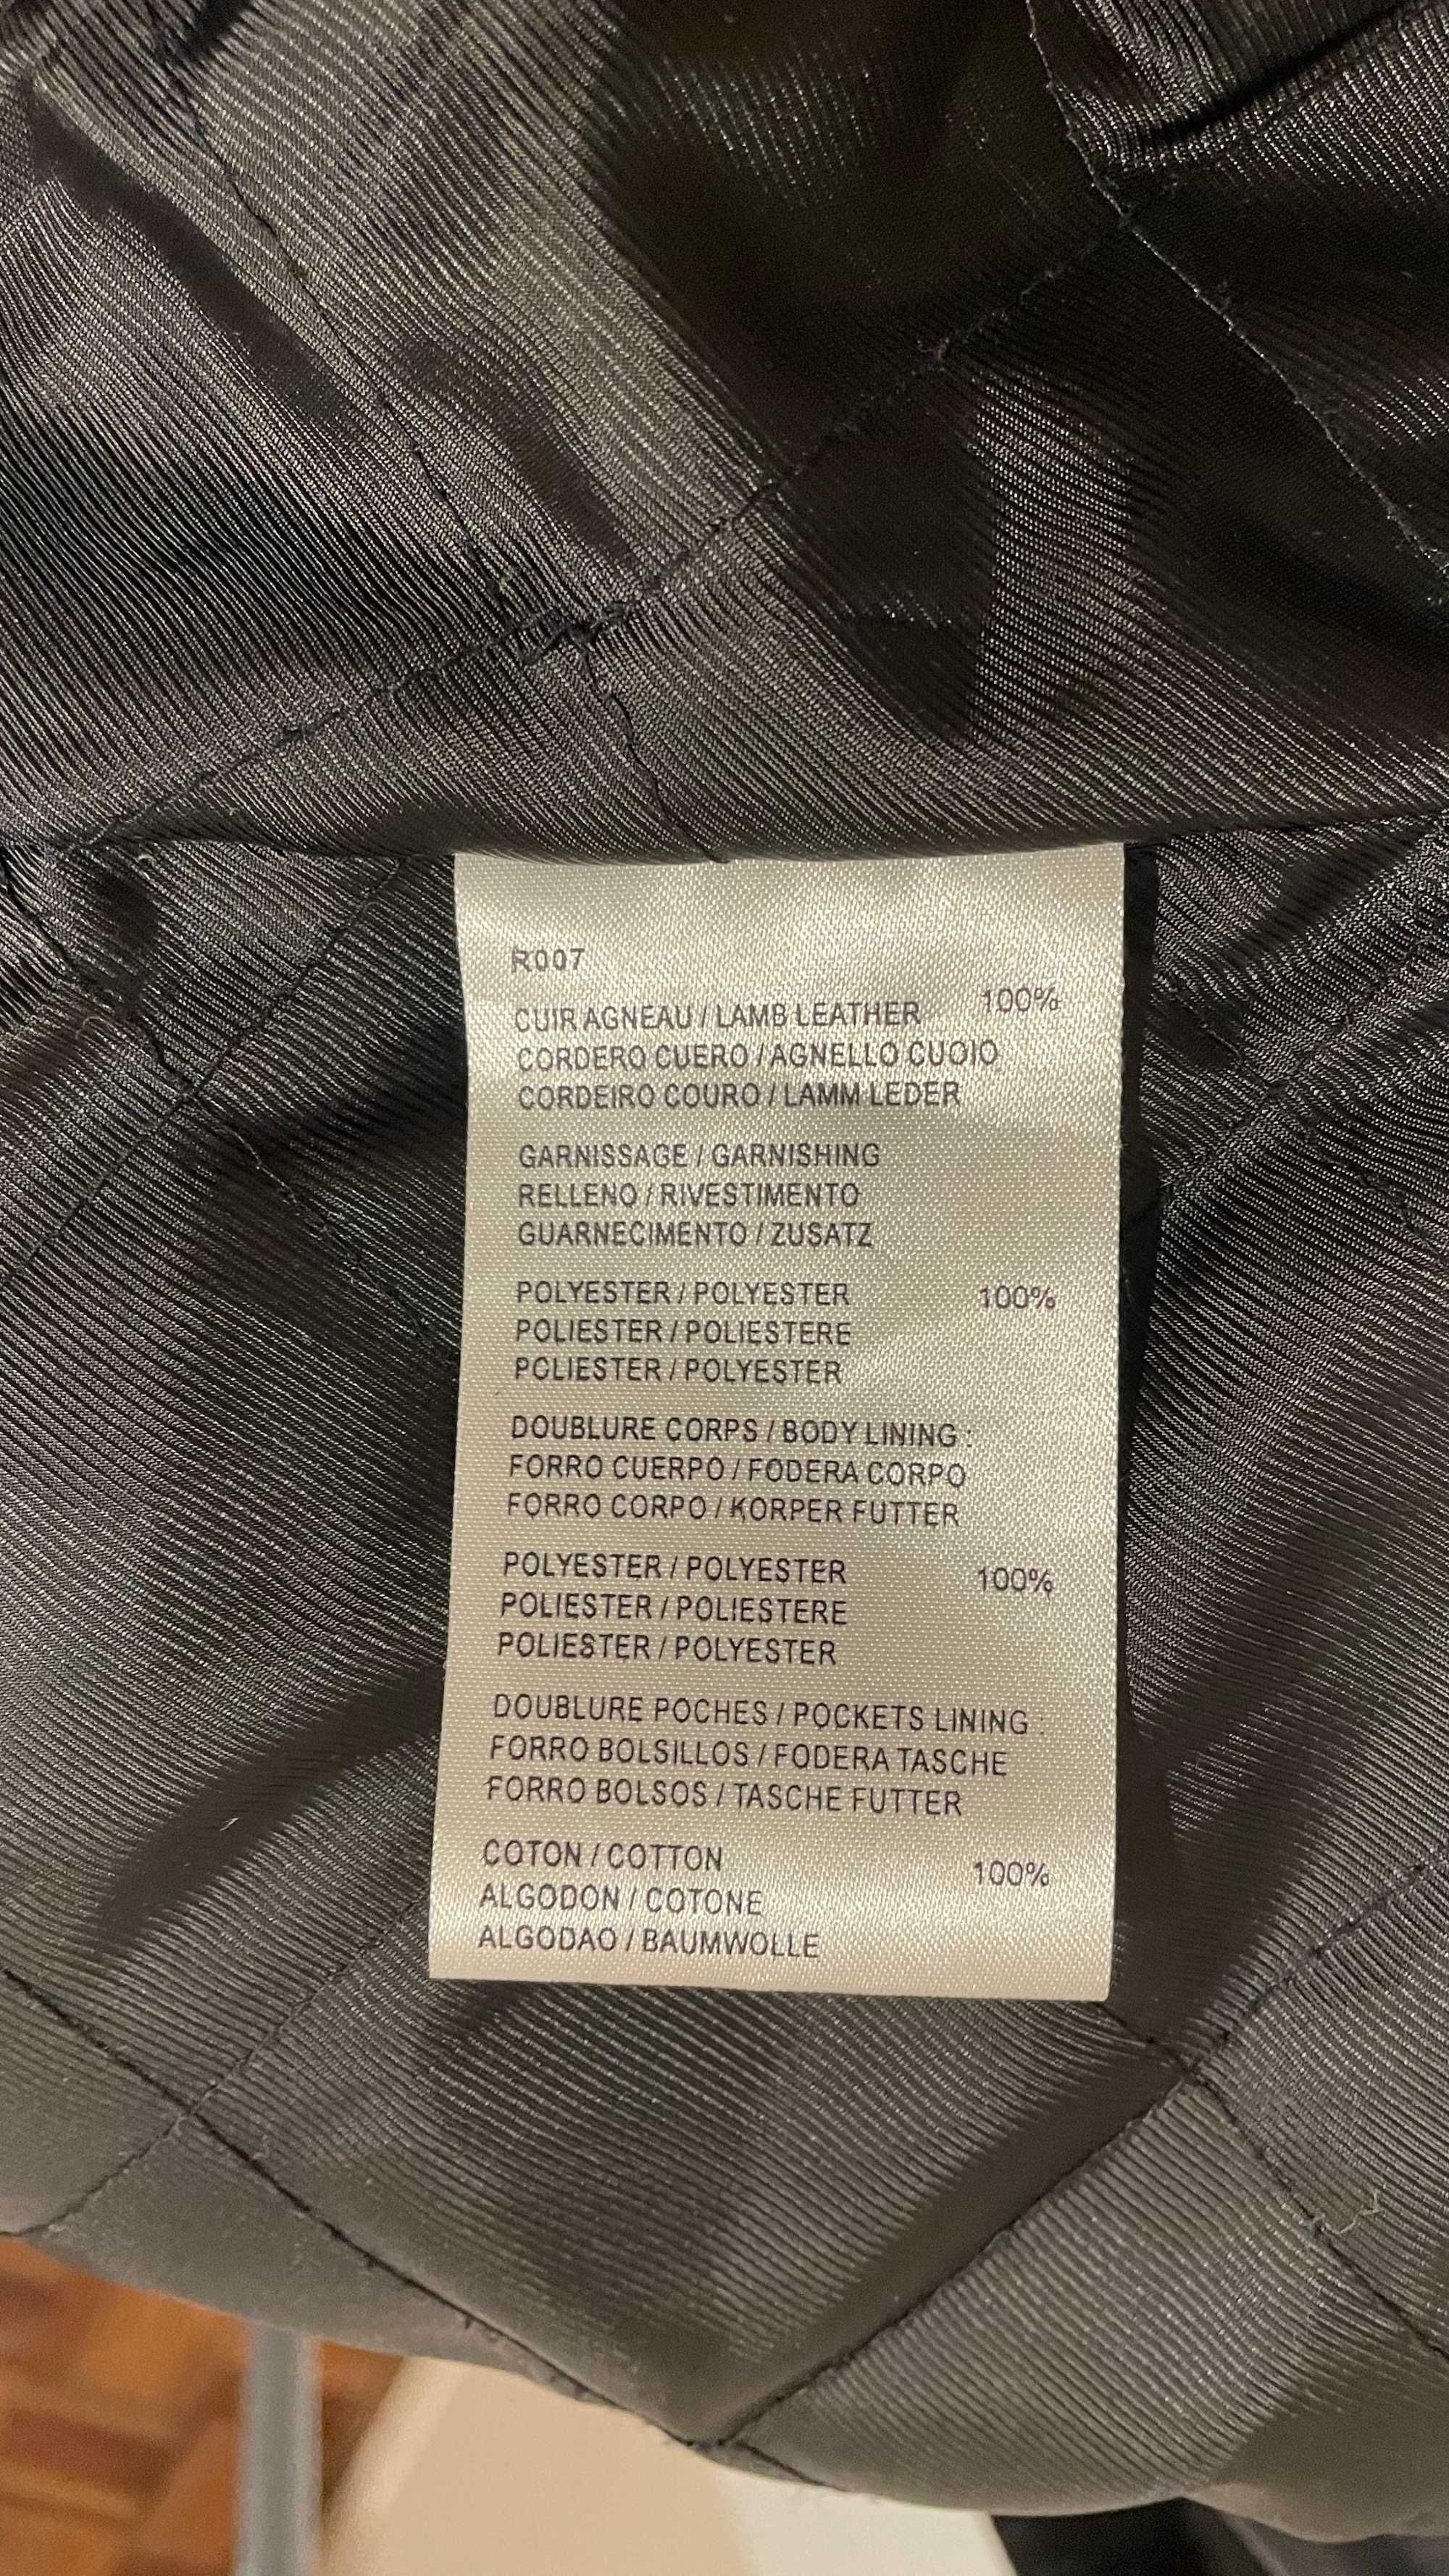 R007
CUIR AGNEAU / LAMB LEATHER 100%
CORDERO CUERO / AGNELLO CUOIO
CORDEIRO COURO / LAMM LEDER
GARNISSAGE / GARNISHING
RELLENO / RIVESTIMENTO
GUARNECIMENTO / ZUSATZ
POLYESTER / POLYESTER 100%
POLIESTER / POLIESTERE
POLIESTER / POLYESTER
DOUBLURE CORPS / BODY LINING :
FORRO CUERPO / FODERA CORPO
FORRO CORPO / KORPER FUTTER
POLYESTER / POLYESTER 100%
POLIESTER / POLIESTERE
POLIESTER / POLYESTER
DOUBLURE POCHES / POCKETS LINING :
FORRO BOLSILLOS / FODERA TASCHE
FORRO BOLSOS / TASCHE FUTTER
COTON / COTTON 100%
ALGODON / COTONE
ALGODAO / BAUMWOLLE